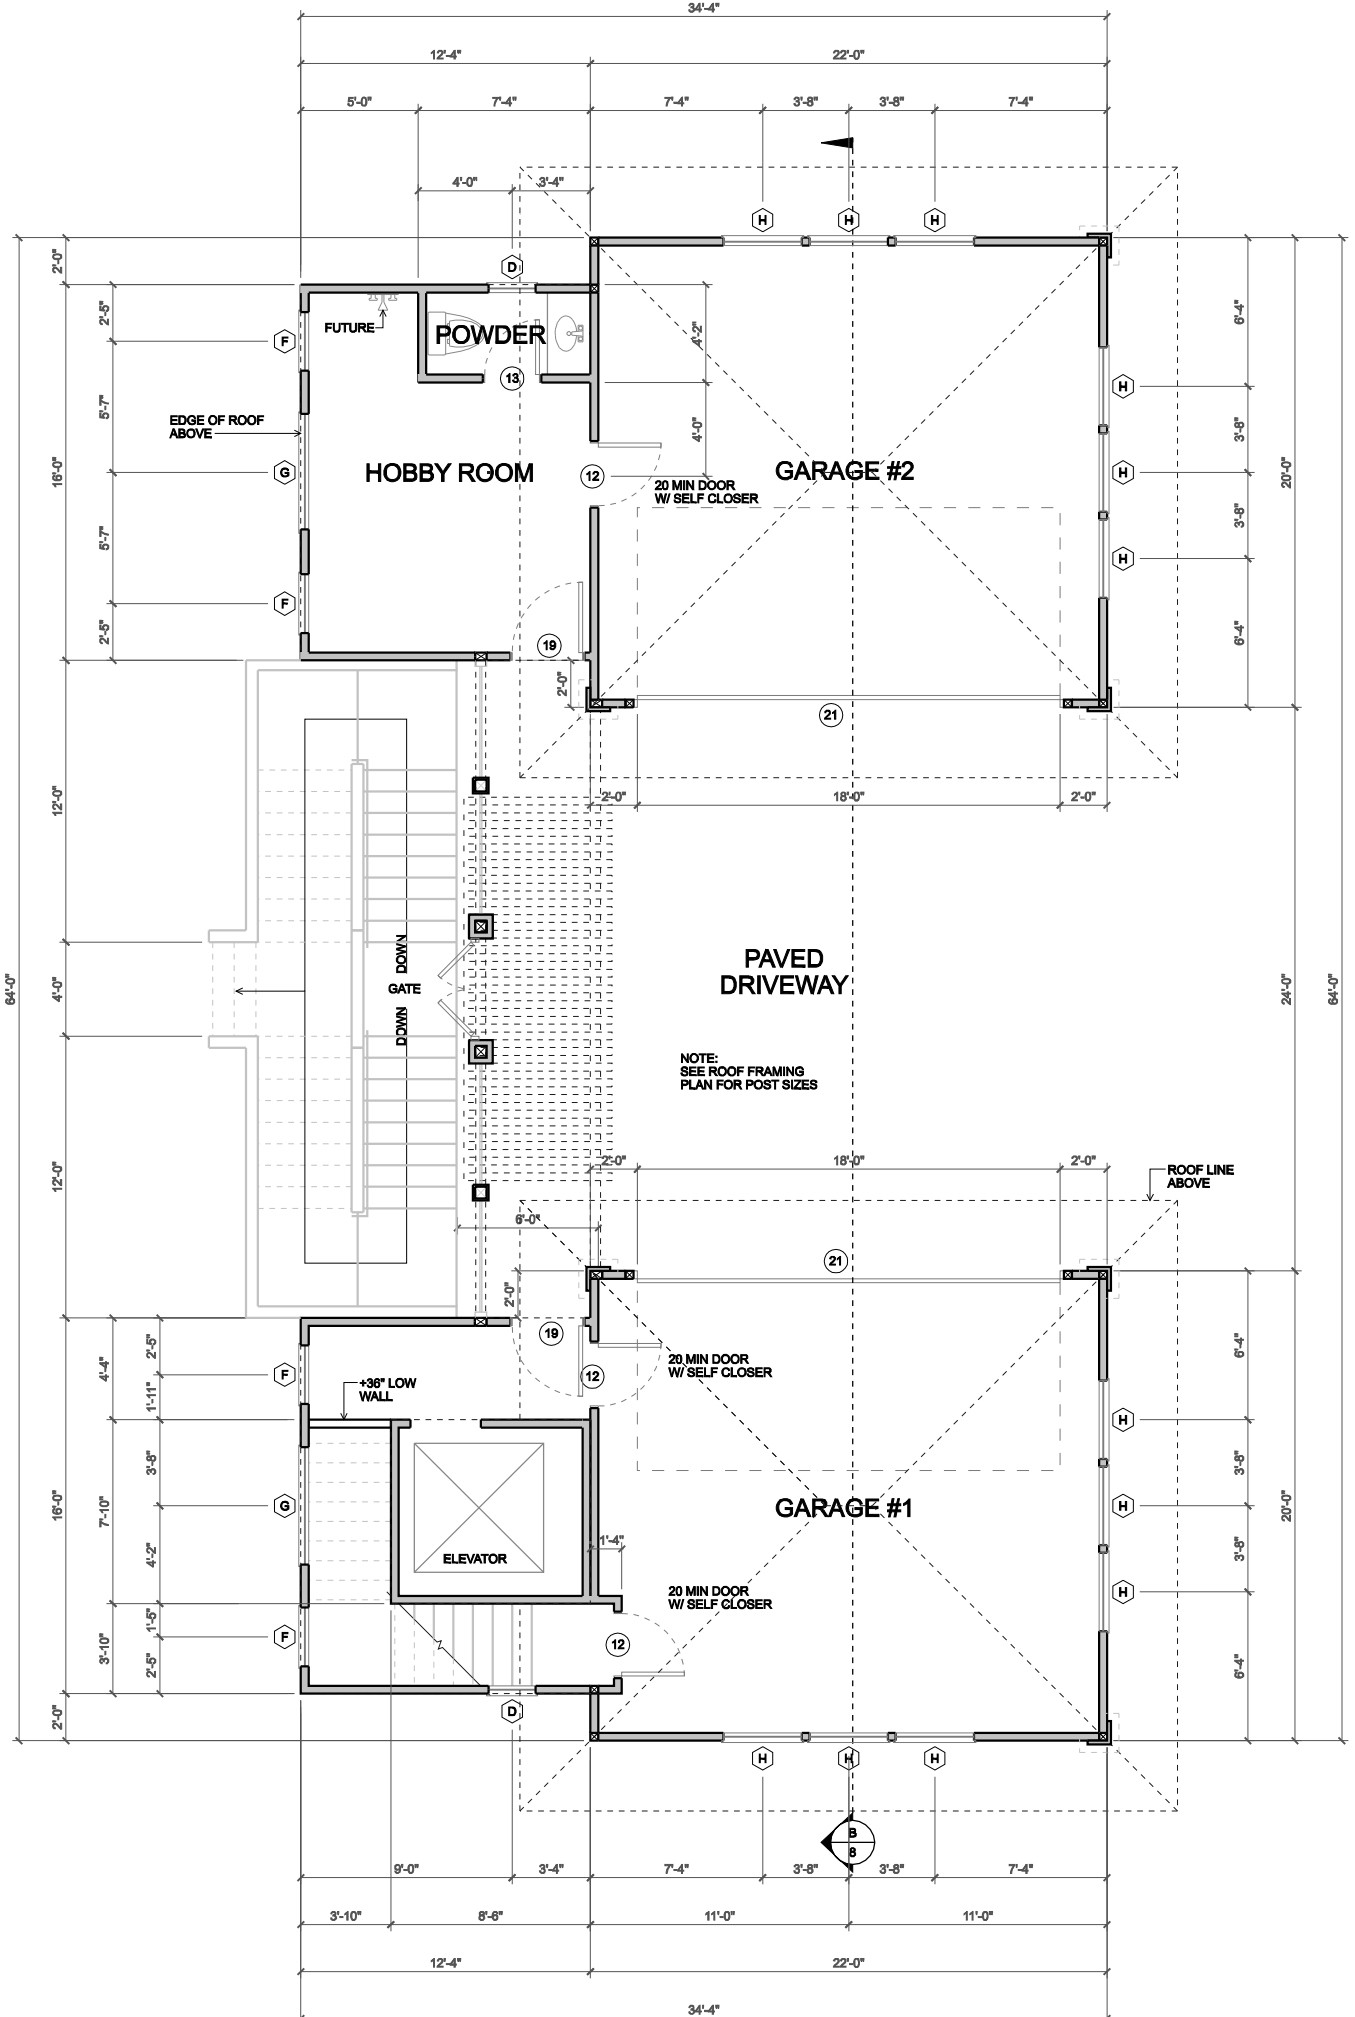 34'-4"
12'-4"
22'-0"
5'-0"
7'-4"
7'-4"
3'-8"
3'-8"
7'-4"
4'-0"
3'-4"
H
H
H
D
2'-0"
2'-5"
F
FUTURE
POWDER
4'-2"
6'-4"
13
H
5'-7"
EDGE OF ROOF
ABOVE
4'-0"
3'-8"
16'-0"
G
HOBBY ROOM
12
GARAGE #2
H
20'-0"
20 MIN DOOR
W/ SELF CLOSER
3'-8"
5'-7"
H
F
2'-5"
19
6'-4"
2'-0"
21
12'-0"
2'-0"
18'-0"
2'-0"
DOWN
PAVED
DRIVEWAY
64'-0"
4'-0"
GATE
24'-0"
64'-0"
DOWN
NOTE:
SEE ROOF FRAMING
PLAN FOR POST SIZES
12'-0"
2'-0"
18'-0"
2'-0"
ROOF LINE
ABOVE
6'-0"
21
2'-0"
19
2'-5"
4'-4"
F
12
20 MIN DOOR
W/ SELF CLOSER
6'-4"
+36" LOW
WALL
1'-11"
H
3'-8"
3'-8"
16'-0"
7'-10"
G
GARAGE #1
H
20'-0"
1'-4"
4'-2"
ELEVATOR
3'-8"
20 MIN DOOR
W/ SELF CLOSER
H
1'-5"
3'-10"
F
12
2'-5"
6'-4"
2'-0"
D
H
H
H
B
8
9'-0"
3'-4"
7'-4"
3'-8"
3'-8"
7'-4"
3'-10"
8'-6"
11'-0"
11'-0"
12'-4"
22'-0"
34'-4"